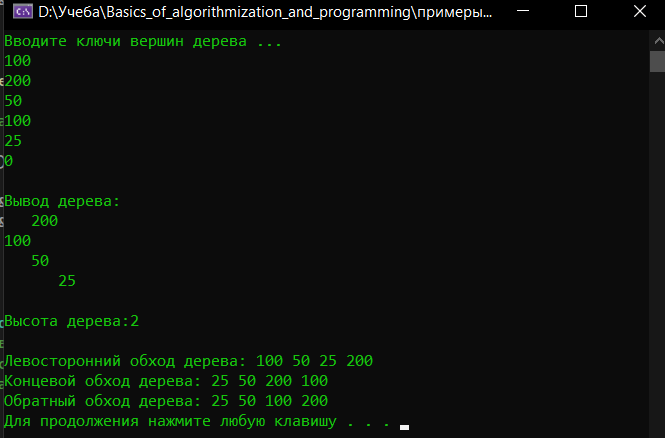 D:\Учеба\Basics_of_algorithmization_and_programming\примеры...
Вводите ключи вершин дерева ...
100
200
50
100
25
0
Вывод дерева:
200
100
50
25
Высота дерева:2
Левосторонний обход дерева: 100 50 25 200
Концевой обход дерева: 25 50 200 100
Обратный обход дерева: 25 50 100 200
Для продолжения нажмите любую клавишу . . .